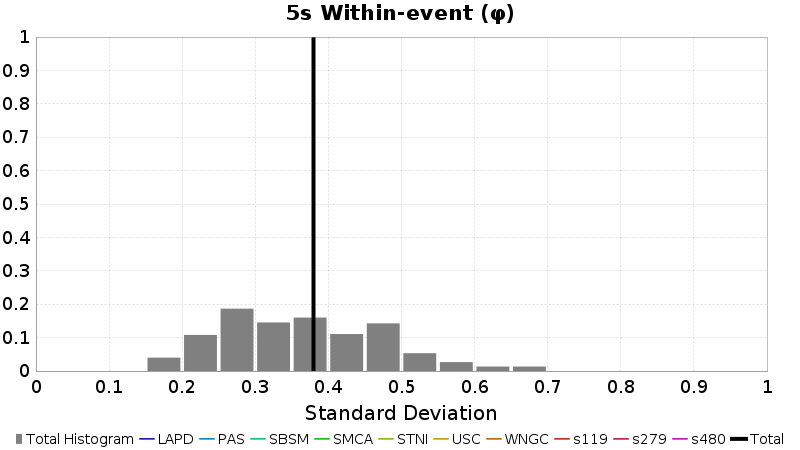 5s Within-event (φ)
1
0.9
0.8
0.7
0.6
0.5
0.4
0.3
0.2
0.1
0
0 0.1 0.2 0.3 0.4 0.5 0.6 0.7 0.8 0.9 1
Standard Deviation
Total Histogram LAPD PAS SBSM SMCA STNI USC WNGC s119 s279 s480 Total